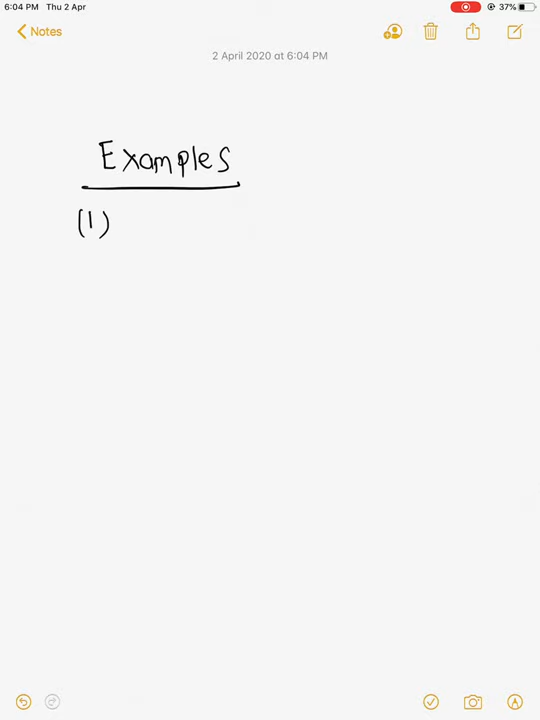 6:04 PM Thu 2 Apr 37%
Notes
2 April 2020 at 6:04 PM
Examples
(1)